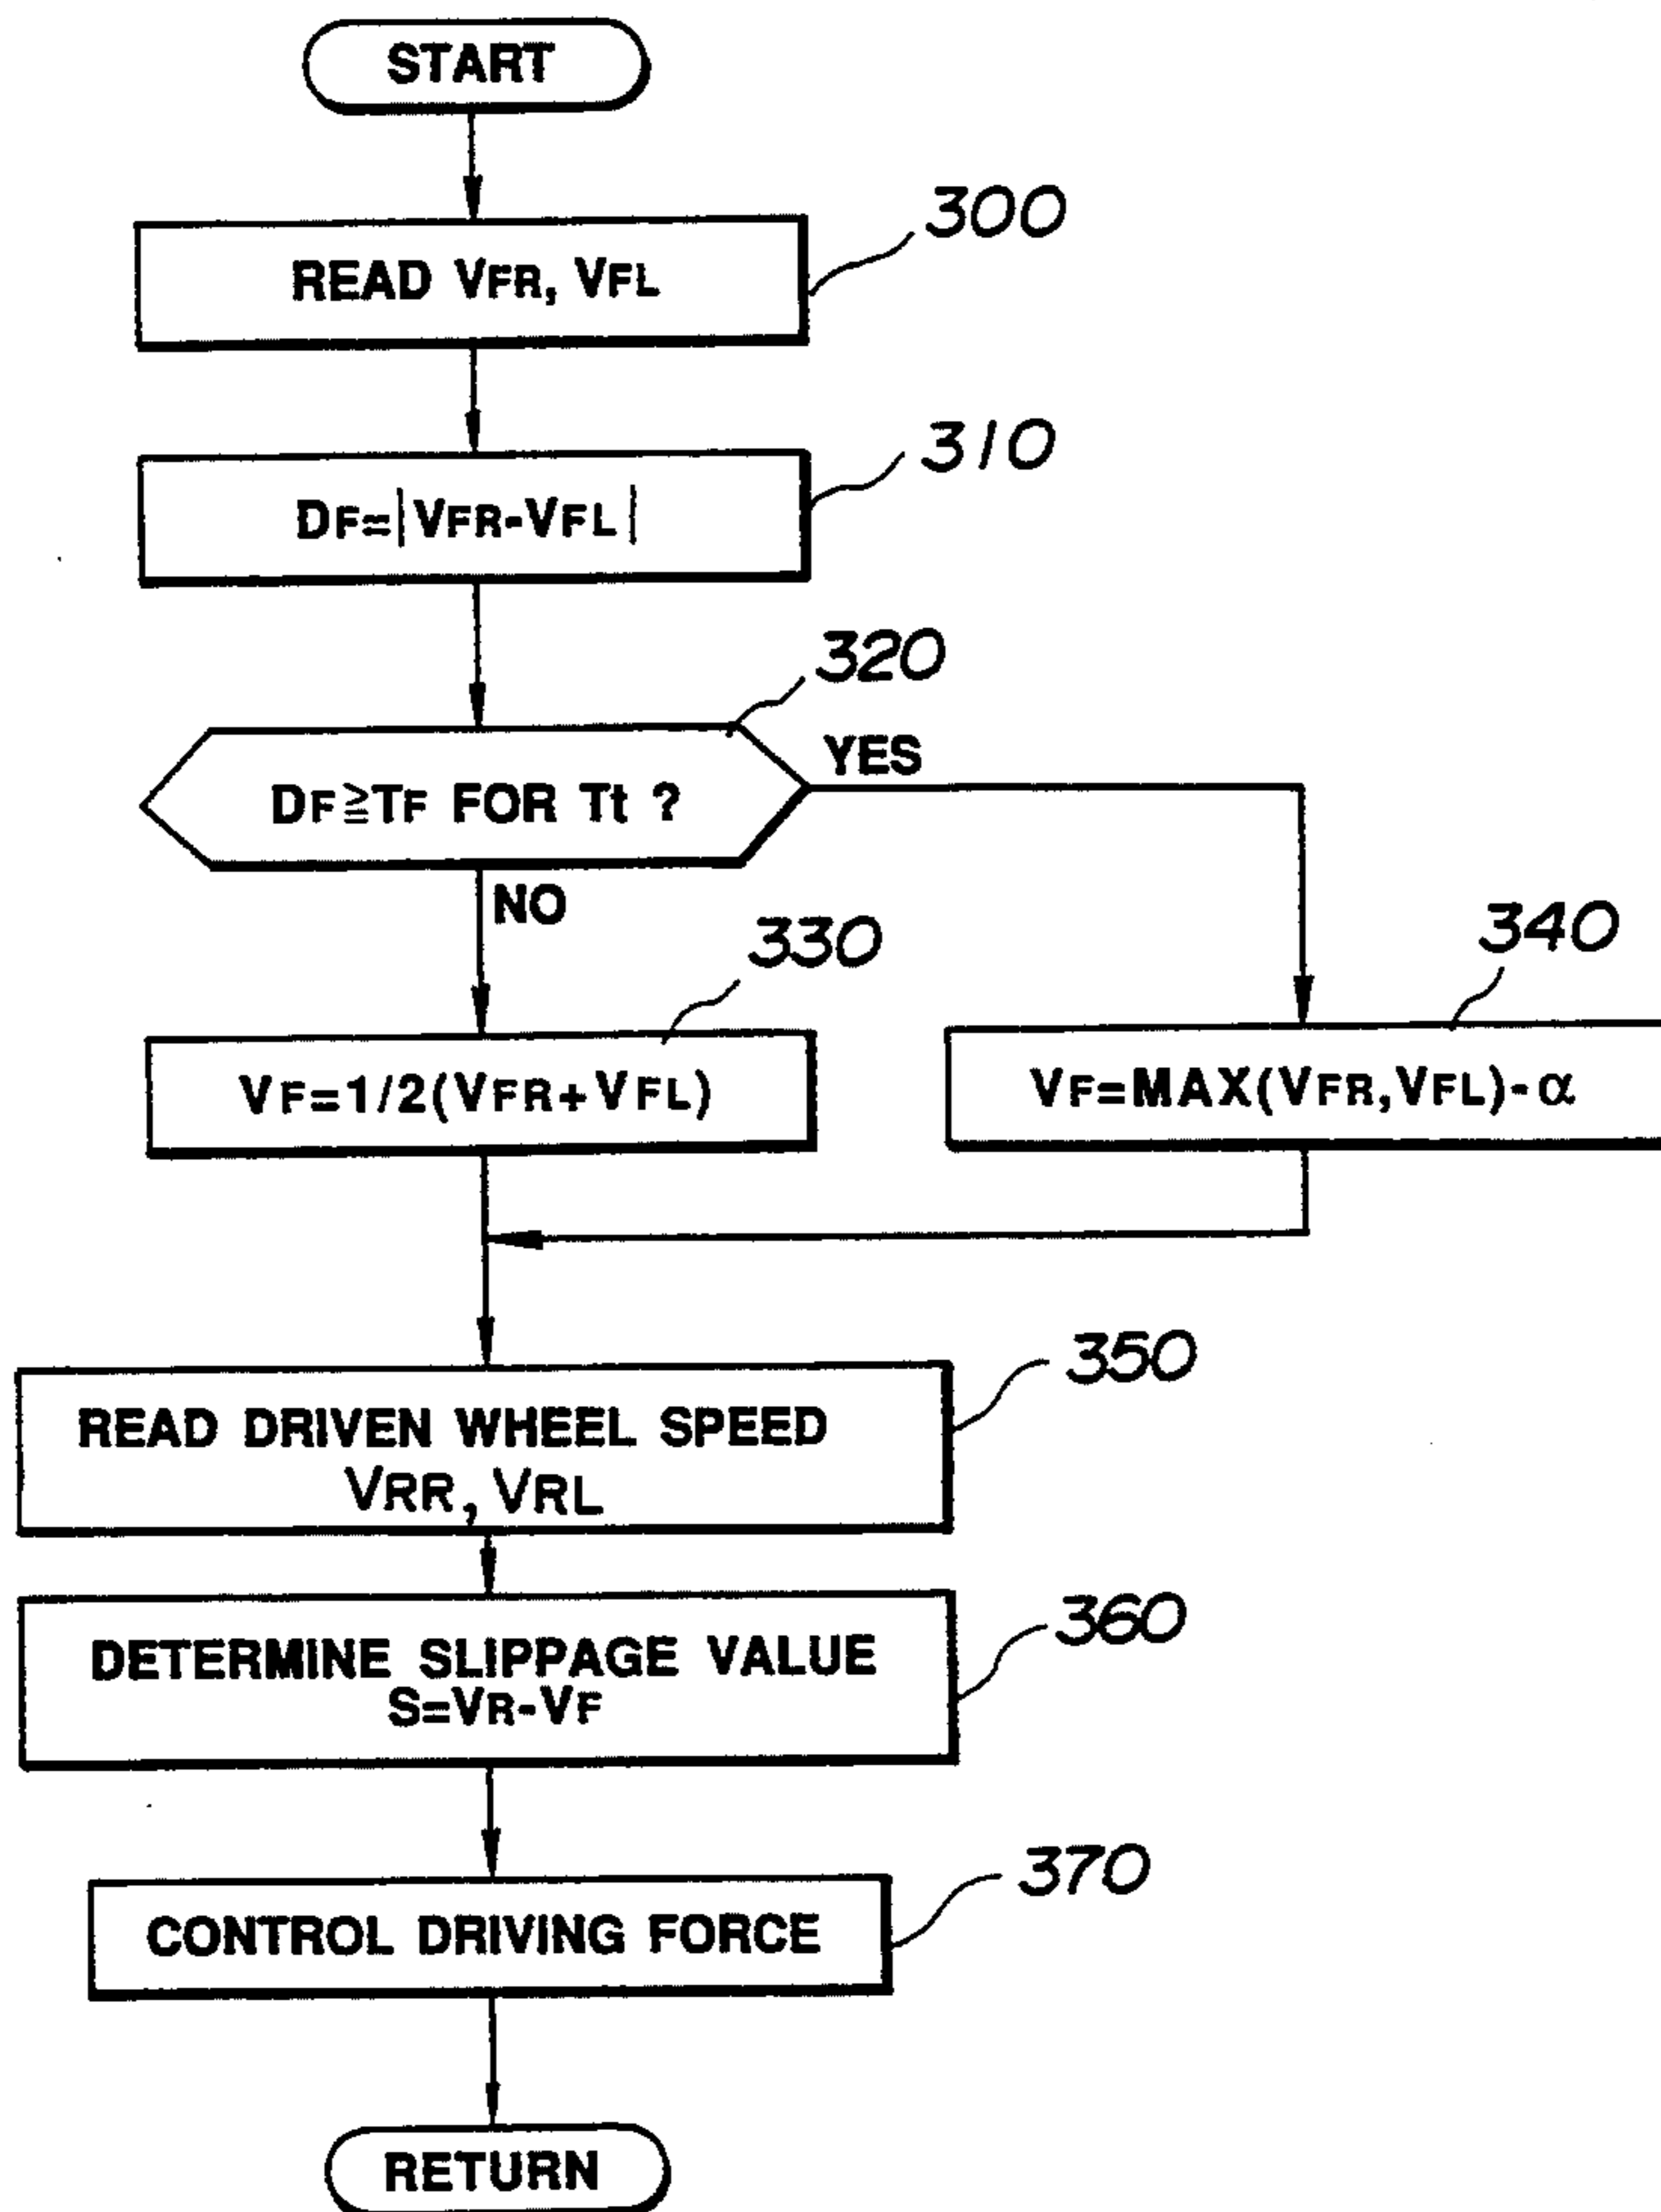 START
300
READ VFR, VFL
310
DF=|VFR-VFL|
320
DF≧TF FOR Tt ?
YES
NO
330
340
VF=1/2(VFR+VFL)
VF=MAX(VFR,VFL)-α
350
READ DRIVEN WHEEL SPEED
VRR, VRL
360
DETERMINE SLIPPAGE VALUE
S=VR-VF
370
CONTROL DRIVING FORCE
RETURN